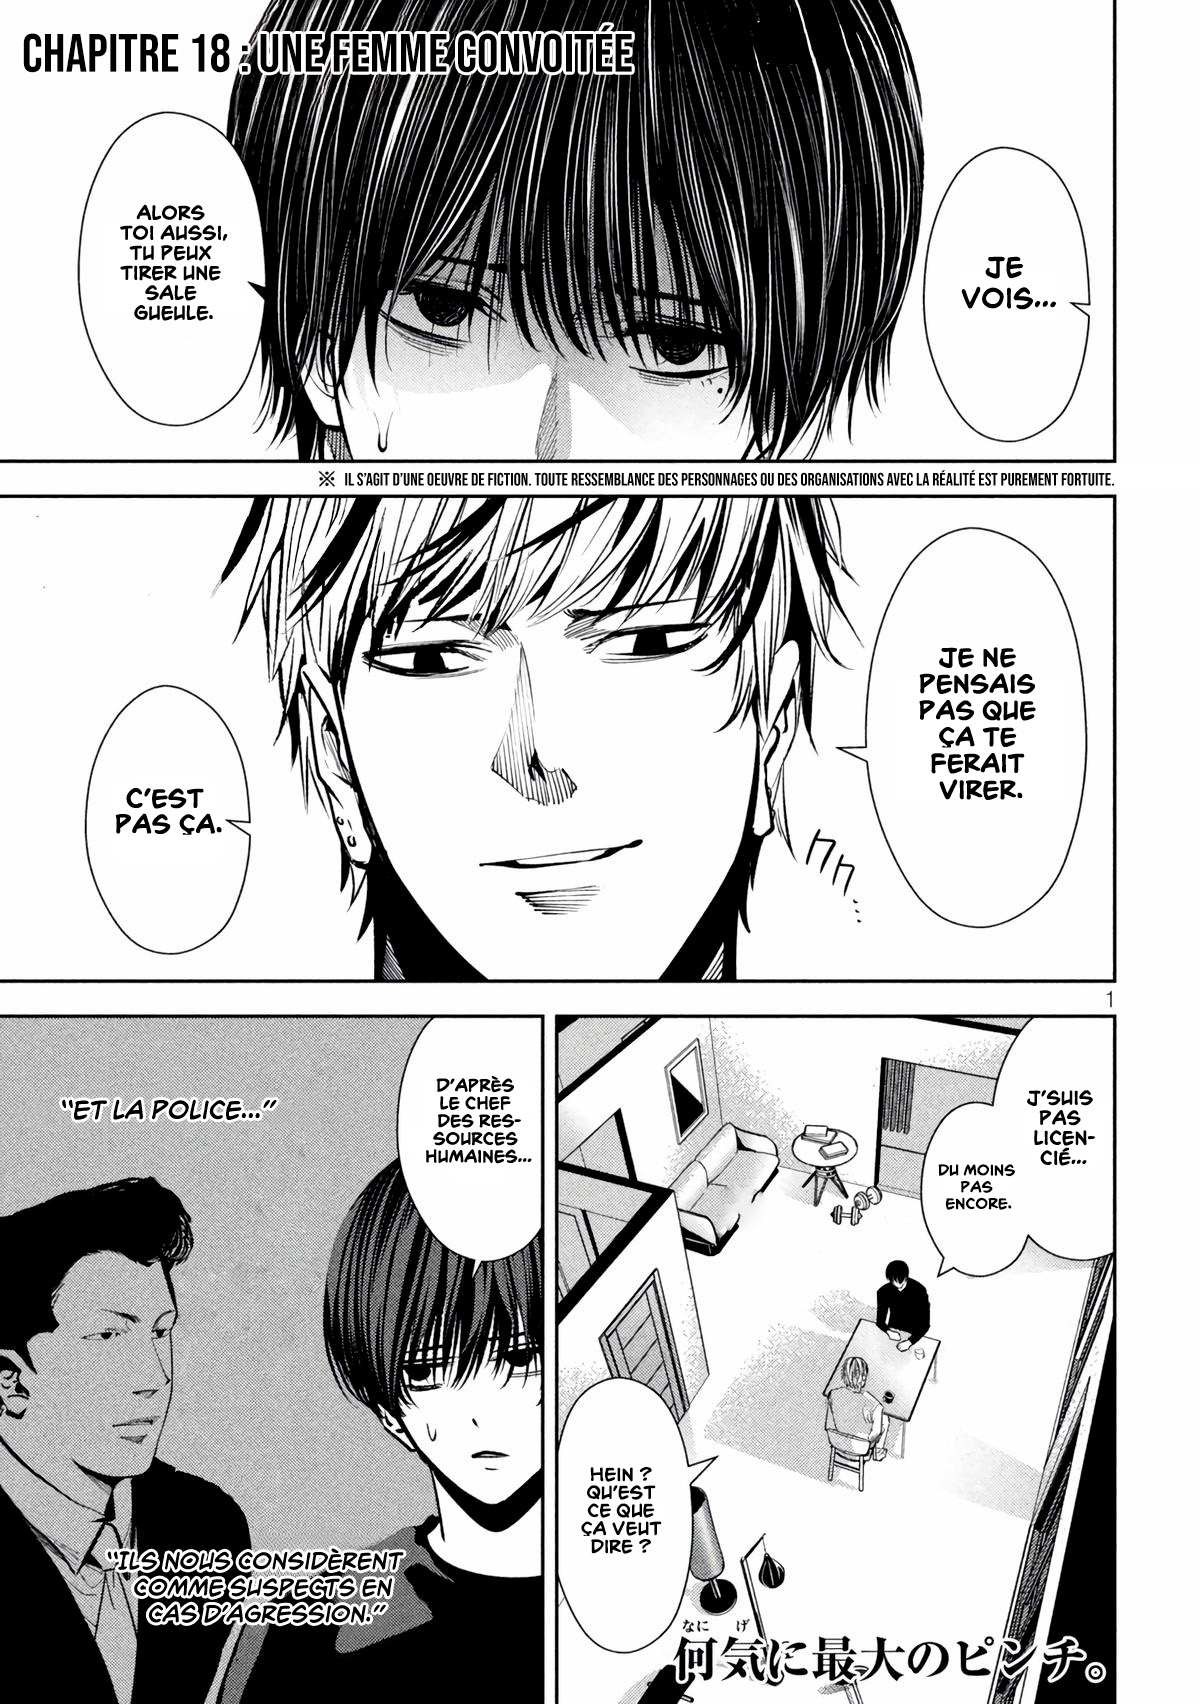 CHAPITRE 18 : UNE FEMME CONVOITÉE
JE
VOIS...
ALORS
TOI AUSSI,
TU PEUX
TIRER UNE
SALE
GUEULE.
※ IL S'AGIT D'UNE OEUVRE DE FICTION. TOUTE RESSEMBLANCE DES PERSONNAGES OU DES ORGANISATIONS AVEC LA RÉALITÉ EST PUREMENT FORTUITE.
JE NE
PENSAIS
PAS QUE
ÇA TE
FERAIT
VIRER.
C'EST
PAS ÇA.
1
J'SUIS
PAS
LICEN-
CIÉ...
DU MOINS
PAS
ENCORE.
HEIN ?
QU'EST
CE QUE
ÇA VEUT
DIRE ?
なに げ
何気に最大のピンチ。
D'APRÈS
LE CHEF
DES RES-
SOURCES
HUMAINES...
"ET LA POLICE..."
"ILS NOUS CONSIDÈRENT
COMME SUSPECTS EN
CAS D'AGRESSION."